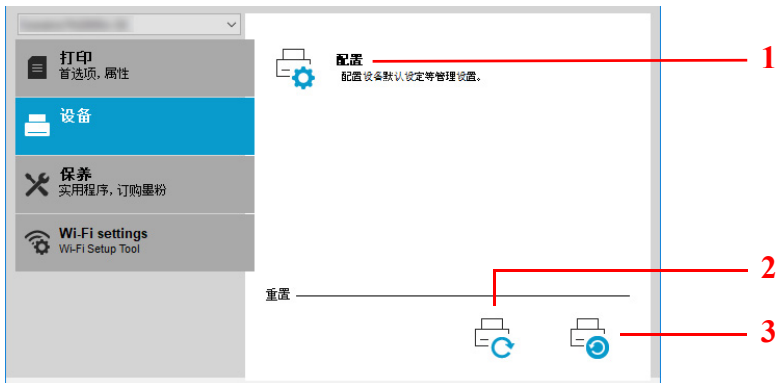 打印
首选项, 属性
设备
保养
实用程序, 订购墨粉
Wi-Fi settings
Wi-Fi Setup Tool
配置
配置设备默认设定等管理设置。
1
2
重置
3